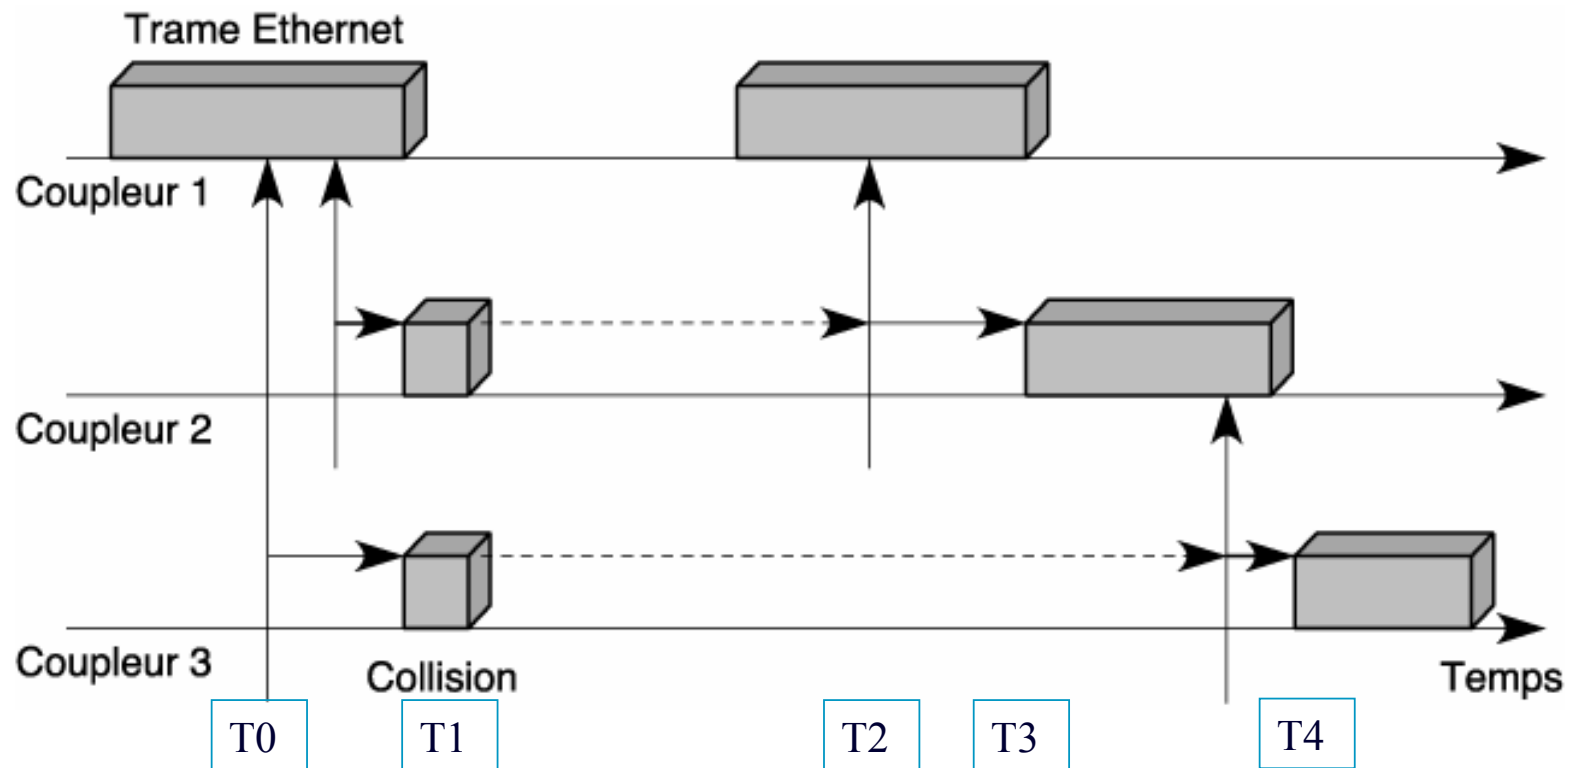 Trame Ethernet
Coupleur 1
Coupleur 2
Coupleur 3
Collision
Temps
T0
T1
T2
T3
T4